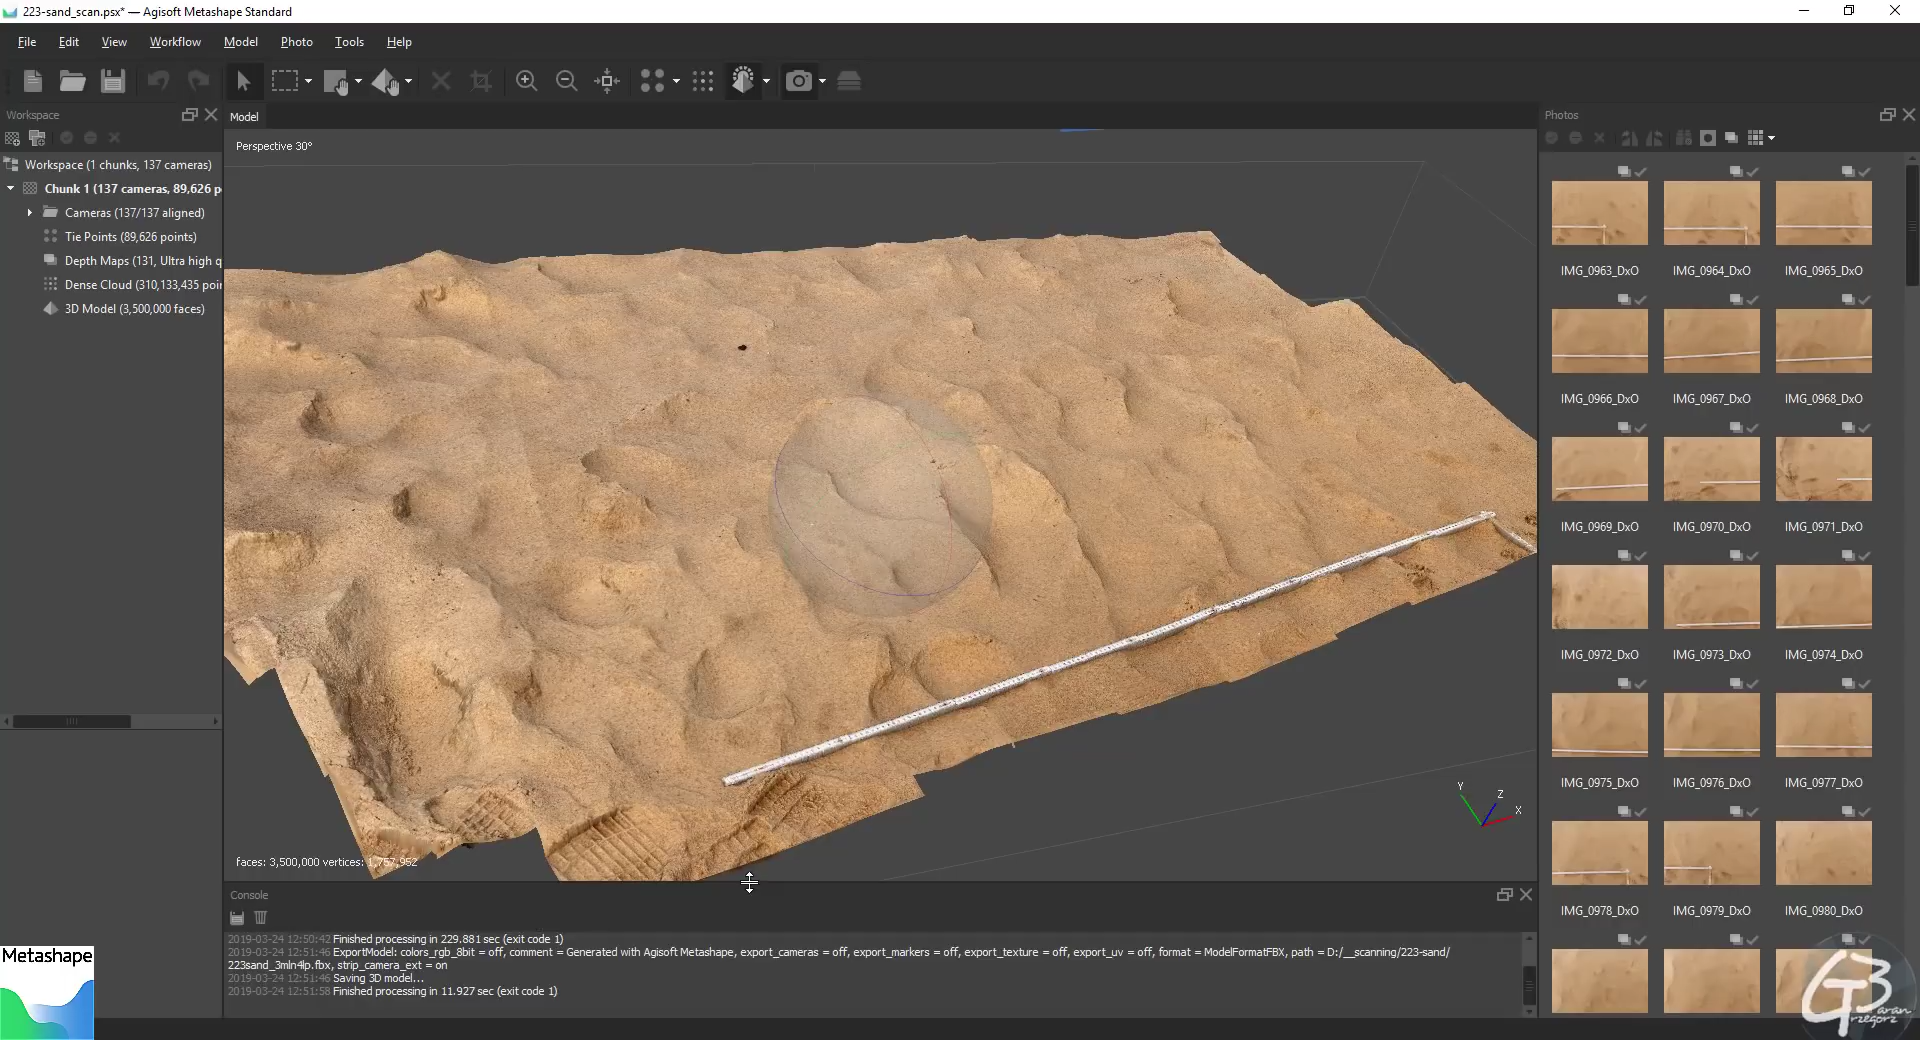 223-sand_scan.psx* — Agisoft Metashape Standard
File Edit View Workflow Model Photo Tools Help
Workspace
Workspace (1 chunks, 137 cameras)
Chunk 1 (137 cameras, 89,626 p
Cameras (137/137 aligned)
Tie Points (89,626 points)
Depth Maps (131, Ultra high q
Dense Cloud (310,133,435 poir
3D Model (3,500,000 faces)
Model
Perspective 30°
Y
Z
X
faces: 3,500,000 vertices: 1,757,952
Photos
IMG_0963_DxO IMG_0964_DxO IMG_0965_DxO
IMG_0966_DxO IMG_0967_DxO IMG_0968_DxO
IMG_0969_DxO IMG_0970_DxO IMG_0971_DxO
IMG_0972_DxO IMG_0973_DxO IMG_0974_DxO
IMG_0975_DxO IMG_0976_DxO IMG_0977_DxO
IMG_0978_DxO IMG_0979_DxO IMG_0980_DxO
Console
2019-03-24 12:50:42 Finished processing in 229.881 sec (exit code 1)
2019-03-24 12:51:46 ExportModel: colors_rgb_8bit = off, comment = Generated with Agisoft Metashape, export_cameras = off, export_markers = off, export_texture = off, export_uv = off, format = ModelFormatFBX, path = D:/__scanning/223-sand/
223sand_3mln4lp.fbx, strip_camera_ext = on
2019-03-24 12:51:46 Saving 3D model...
2019-03-24 12:51:58 Finished processing in 11.927 sec (exit code 1)
Metashape
Baran
Grzegorz